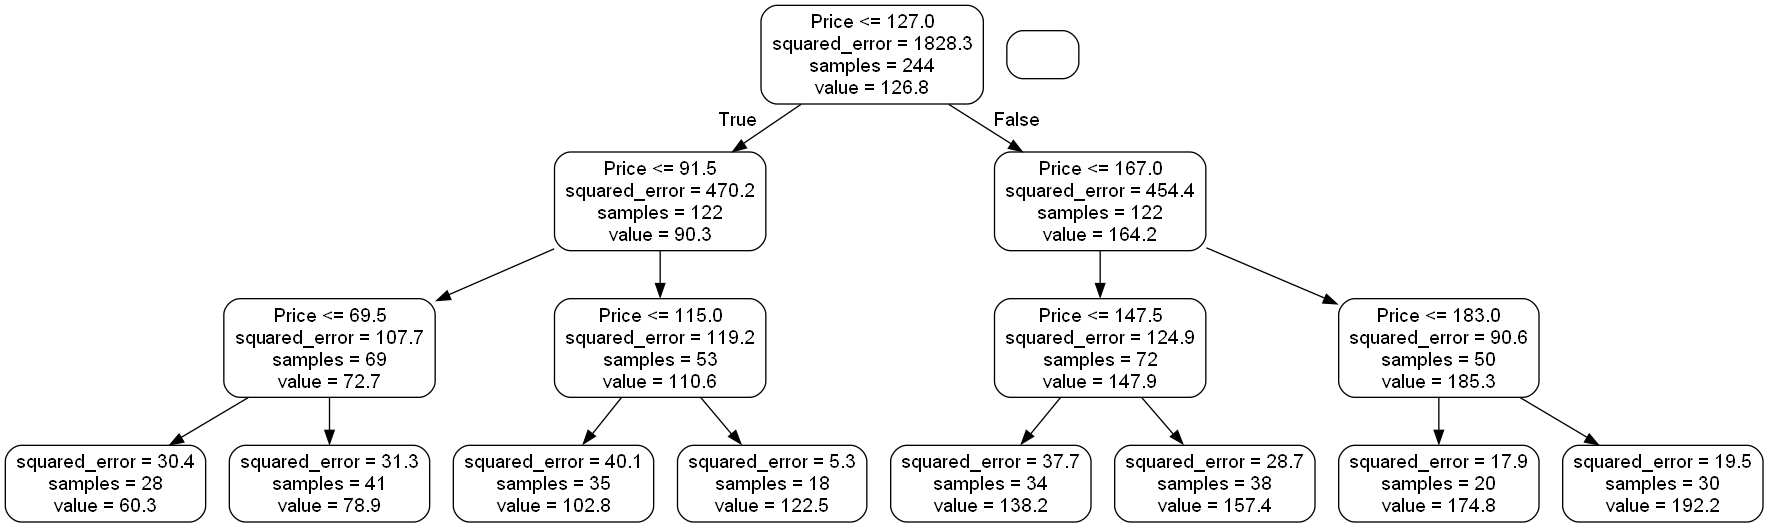 Price <= 127.0
squared_error = 1828.3
samples = 244
value = 126.8
True
False
Price <= 91.5
squared_error = 470.2
samples = 122
value = 90.3
Price <= 167.0
squared_error = 454.4
samples = 122
value = 164.2
Price <= 69.5
squared_error = 107.7
samples = 69
value = 72.7
Price <= 115.0
squared_error = 119.2
samples = 53
value = 110.6
Price <= 147.5
squared_error = 124.9
samples = 72
value = 147.9
Price <= 183.0
squared_error = 90.6
samples = 50
value = 185.3
squared_error = 30.4
samples = 28
value = 60.3
squared_error = 31.3
samples = 41
value = 78.9
squared_error = 40.1
samples = 35
value = 102.8
squared_error = 5.3
samples = 18
value = 122.5
squared_error = 37.7
samples = 34
value = 138.2
squared_error = 28.7
samples = 38
value = 157.4
squared_error = 17.9
samples = 20
value = 174.8
squared_error = 19.5
samples = 30
value = 192.2